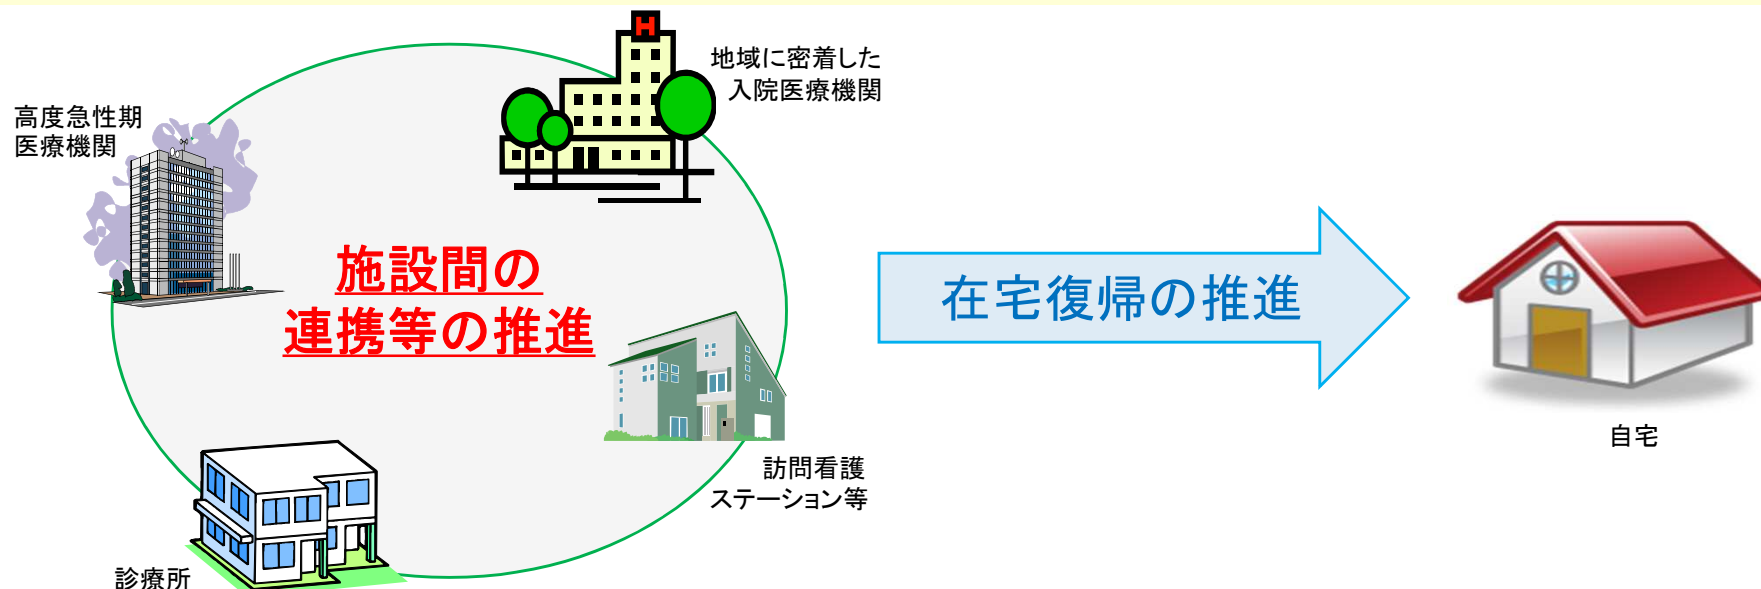 H
地域に密着した
入院医療機関
高度急性期
医療機関
施設間の
連携等の推進
在宅復帰の推進
自宅
訪問看護
ステーション等
診療所